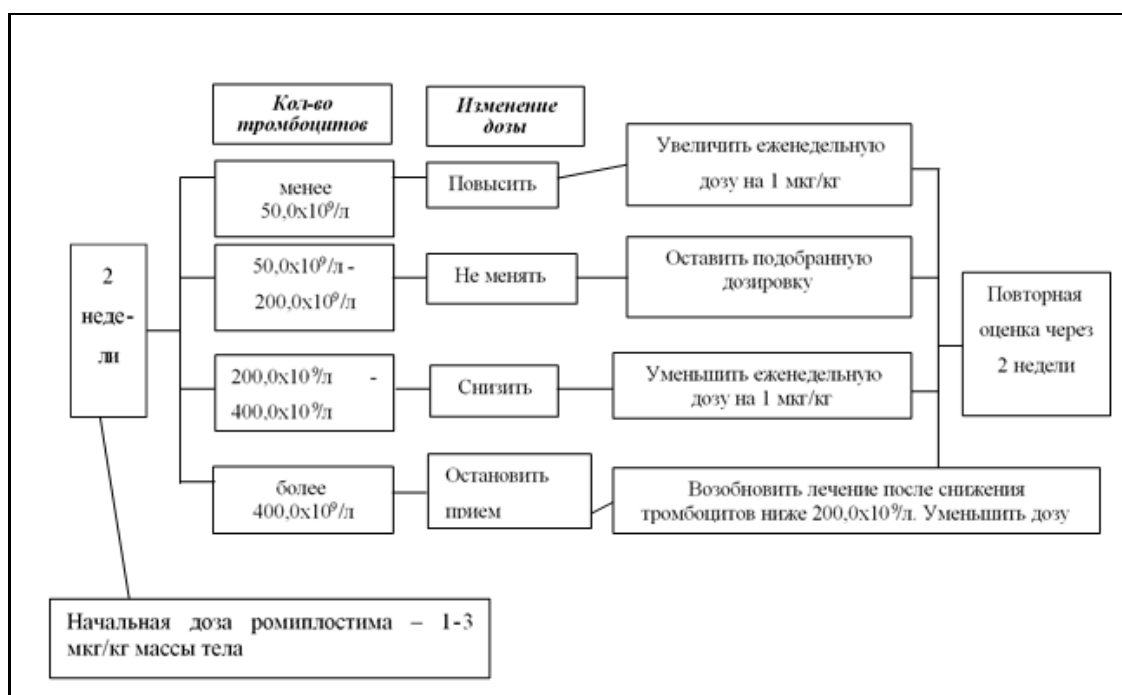 Кол-во
тромбоцитов
Изменение
дозы
менее
50,0х10⁹/л
Повысить
Увеличить еженедельную
дозу на 1 мкг/кг
2
неде-
ли
50,0х10⁹/л -
200,0х10⁹/л
Не менять
Оставить подобранную
дозировку
200,0х10⁹/л -
400,0х10⁹/л
Снизить
Уменьшить еженедельную
дозу на 1 мкг/кг
более
400,0х10⁹/л
Остановить
прием
Возобновить лечение после снижения
тромбоцитов ниже 200,0х10⁹/л. Уменьшить дозу
Повторная
оценка через
2 недели
Начальная доза ромиплостима – 1-3
мкг/кг массы тела